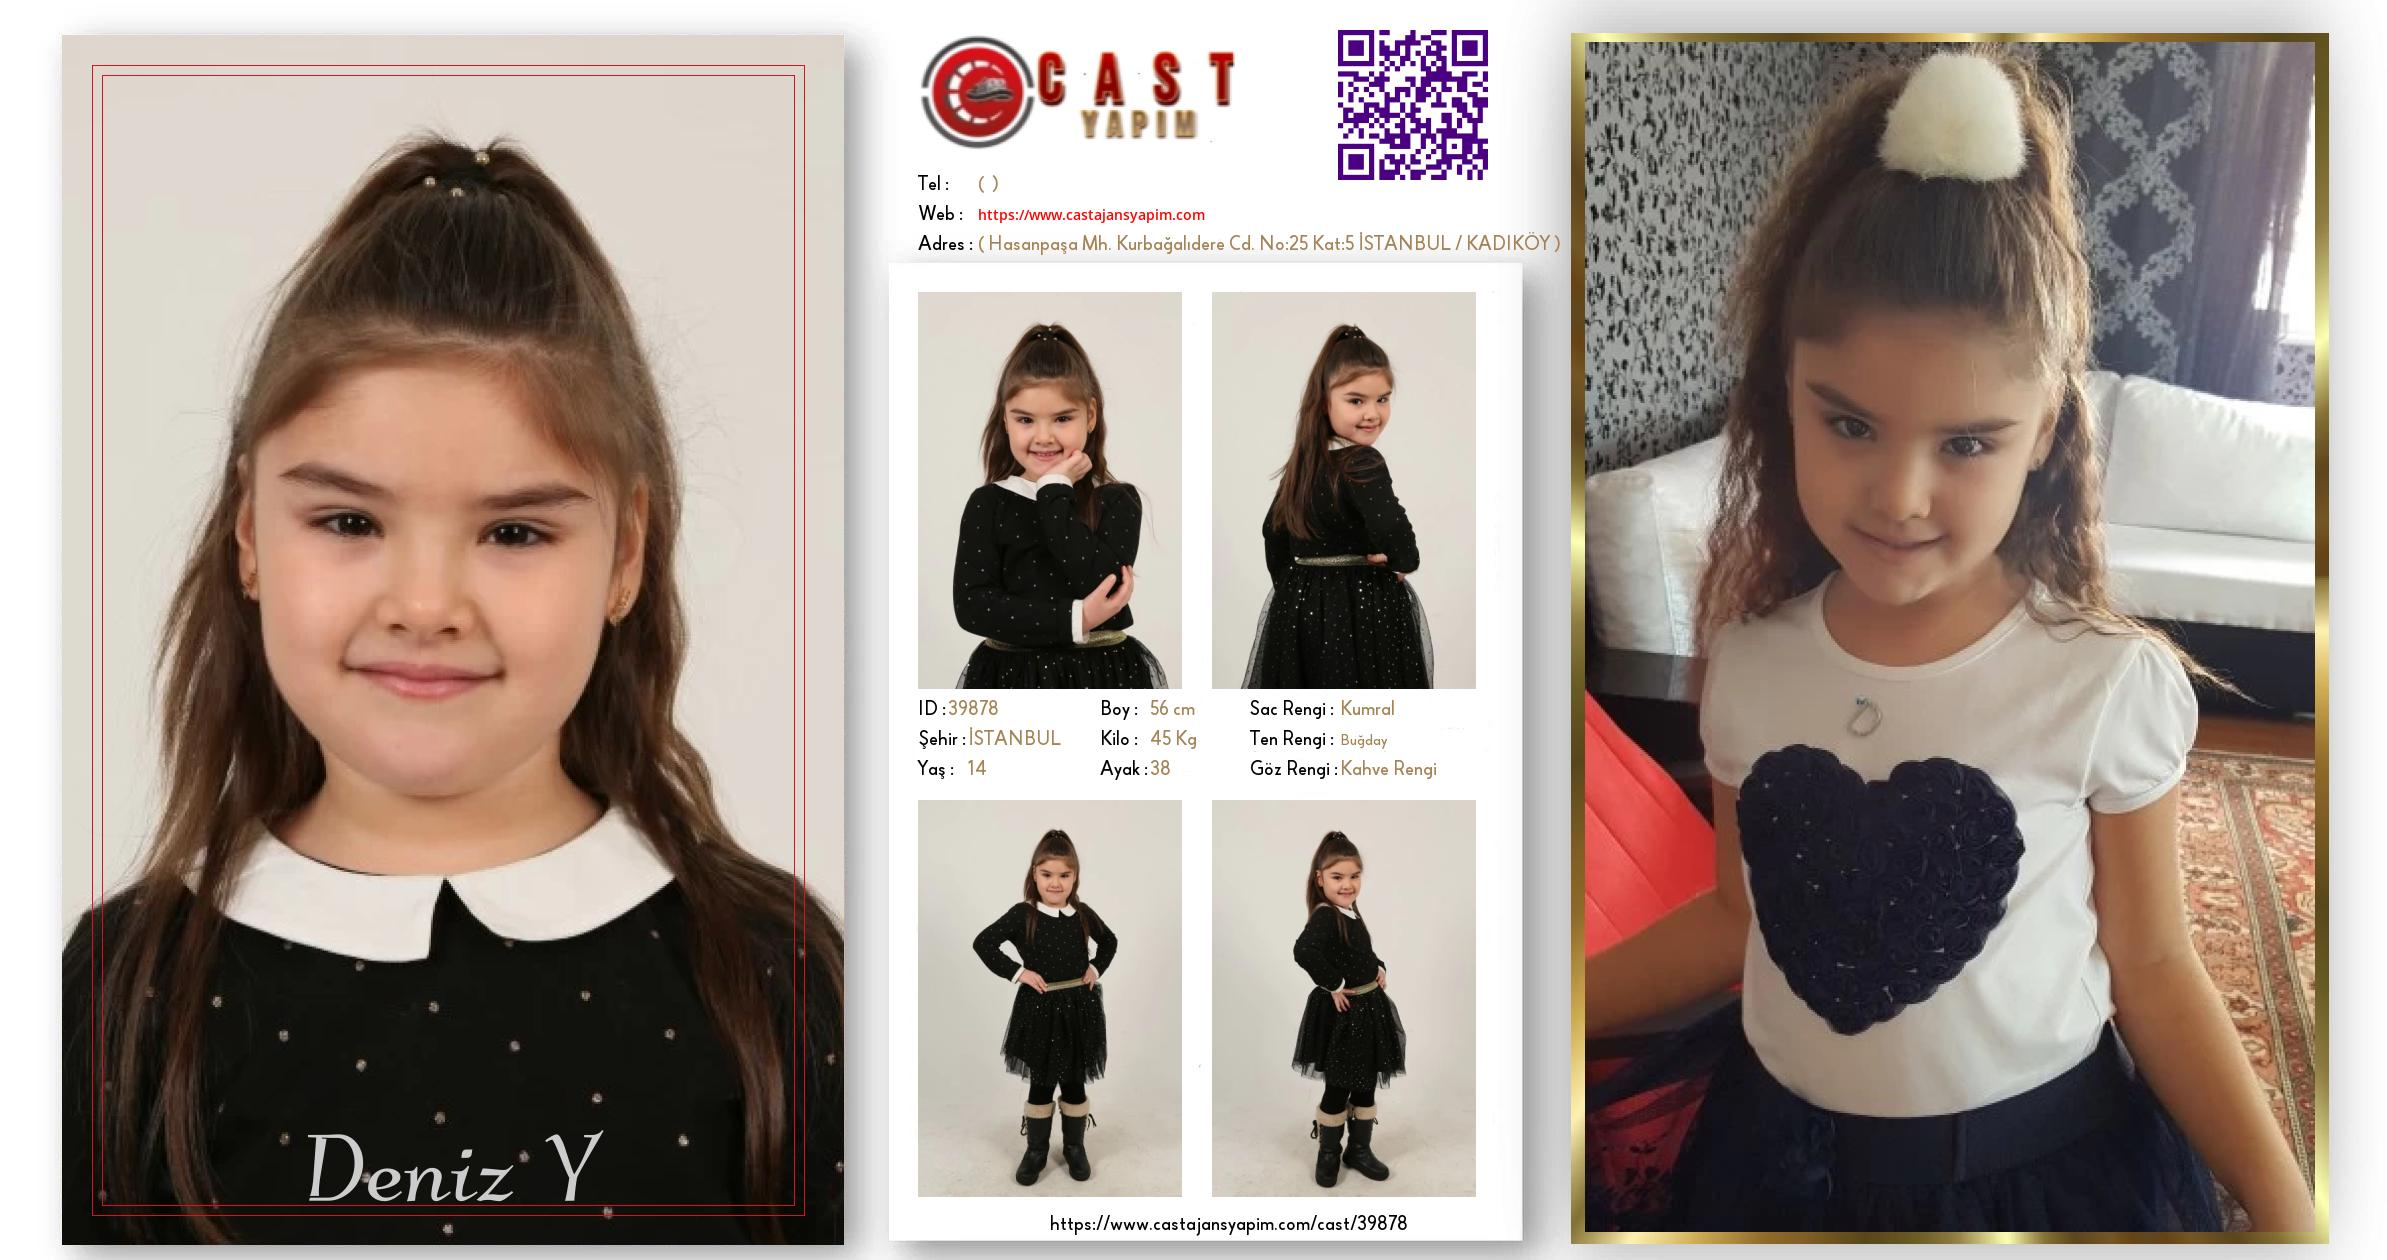 Deniz Y
CAST
YAPIM
Tel : ( )
Web : https://www.castajansyapim.com
Adres : ( Hasanpaşa Mh. Kurbağalıdere Cd. No:25 Kat:5 İSTANBUL / KADIKÖY )
ID : 39878 Boy : 56 cm Sac Rengi : Kumral
Şehir : İSTANBUL Kilo : 45 Kg Ten Rengi : Buğday
Yaş : 14 Ayak : 38 Göz Rengi : Kahve Rengi
https://www.castajansyapim.com/cast/39878